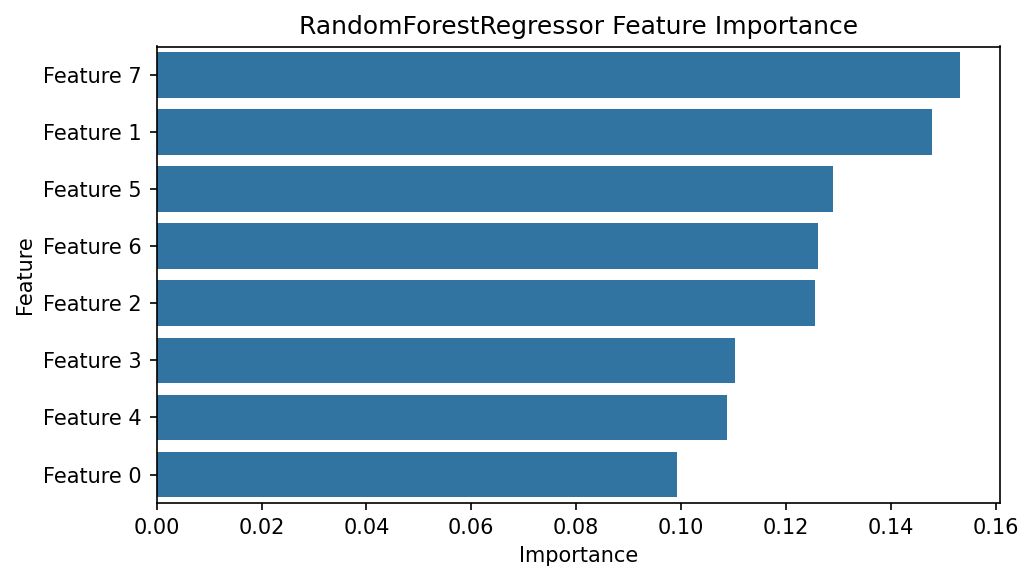 RandomForestRegressor Feature Importance
Feature 7
Feature 1
Feature 5
Feature 6
Feature 2
Feature 3
Feature 4
Feature 0
Feature
0.00 0.02 0.04 0.06 0.08 0.10 0.12 0.14 0.16
Importance